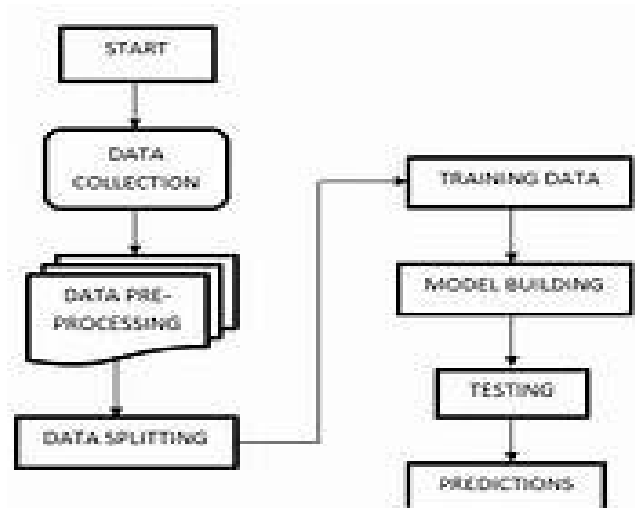 START
DATA
COLLECTION
DATA PRE-
PROCESSING
DATA SPLITTING
TRAINING DATA
MODEL BUILDING
TESTING
PREDICTIONS